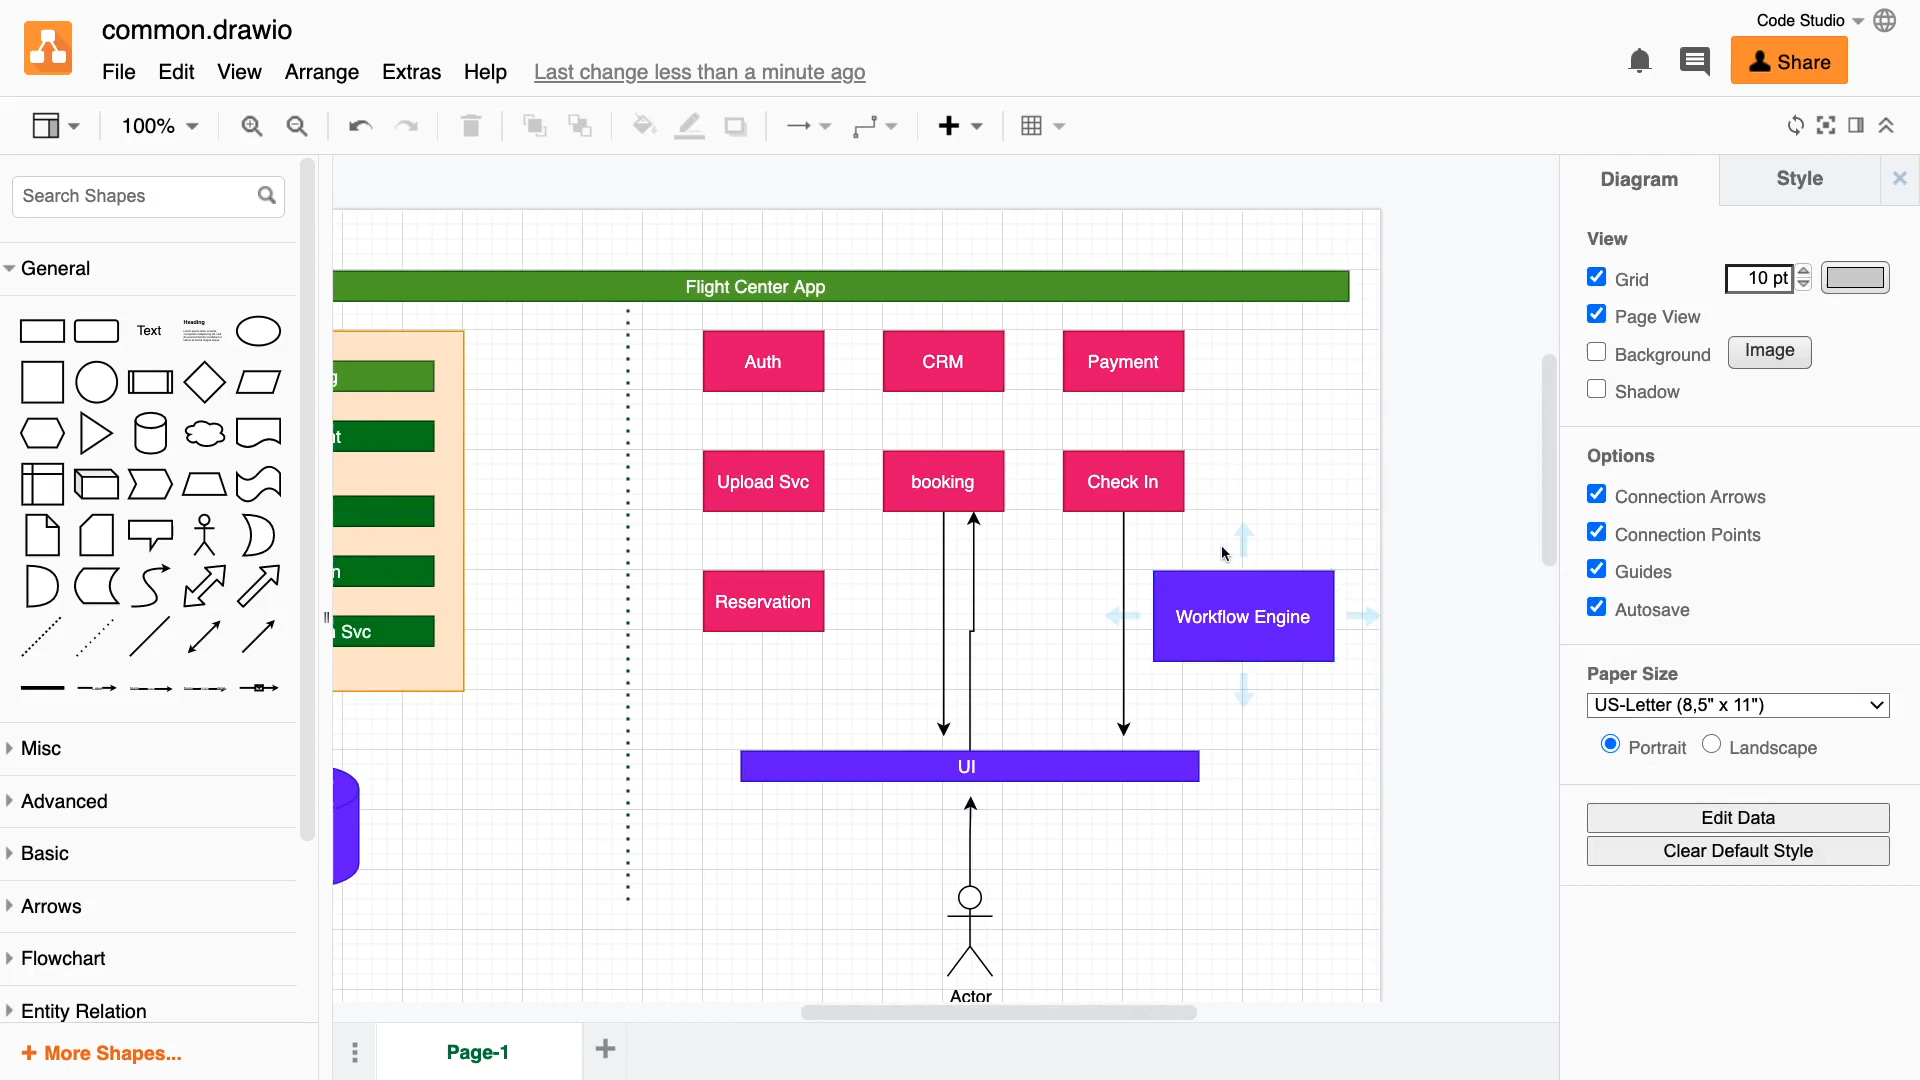 common.drawio
Code Studio
File Edit View Arrange Extras Help Last change less than a minute ago
Share
100%
Search Shapes
General
Text
Heading
Misc
Advanced
Basic
Arrows
Flowchart
Entity Relation
+ More Shapes...
Flight Center App
g
nt
n
n Svc
Auth
CRM
Payment
Upload Svc
booking
Check In
Reservation
Workflow Engine
UI
Actor
Page-1
Diagram
Style
View
Grid
10 pt
Page View
Background
Image
Shadow
Options
Connection Arrows
Connection Points
Guides
Autosave
Paper Size
US-Letter (8,5" x 11")
Portrait
Landscape
Edit Data
Clear Default Style